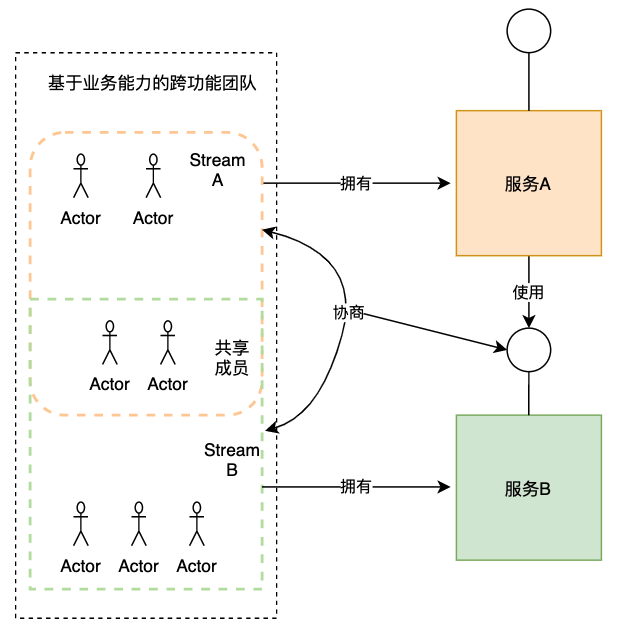 基于业务能力的跨功能团队
Stream
A
Actor
Actor
拥有
服务A
使用
协商
共享
成员
Actor
Actor
Stream
B
拥有
服务B
Actor
Actor
Actor